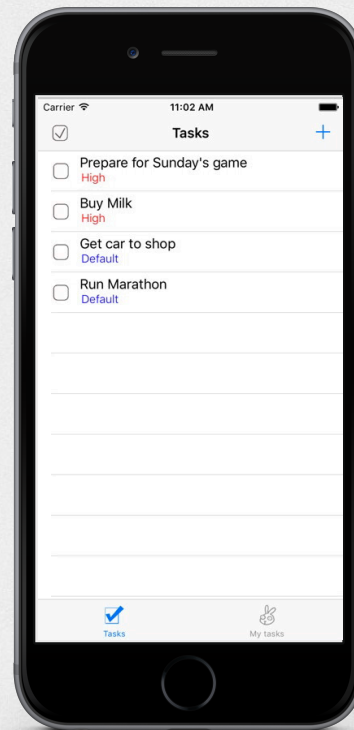 Carrier 11:02 AM
Tasks
Prepare for Sunday's game
High
Buy Milk
High
Get car to shop
Default
Run Marathon
Default
Tasks My tasks